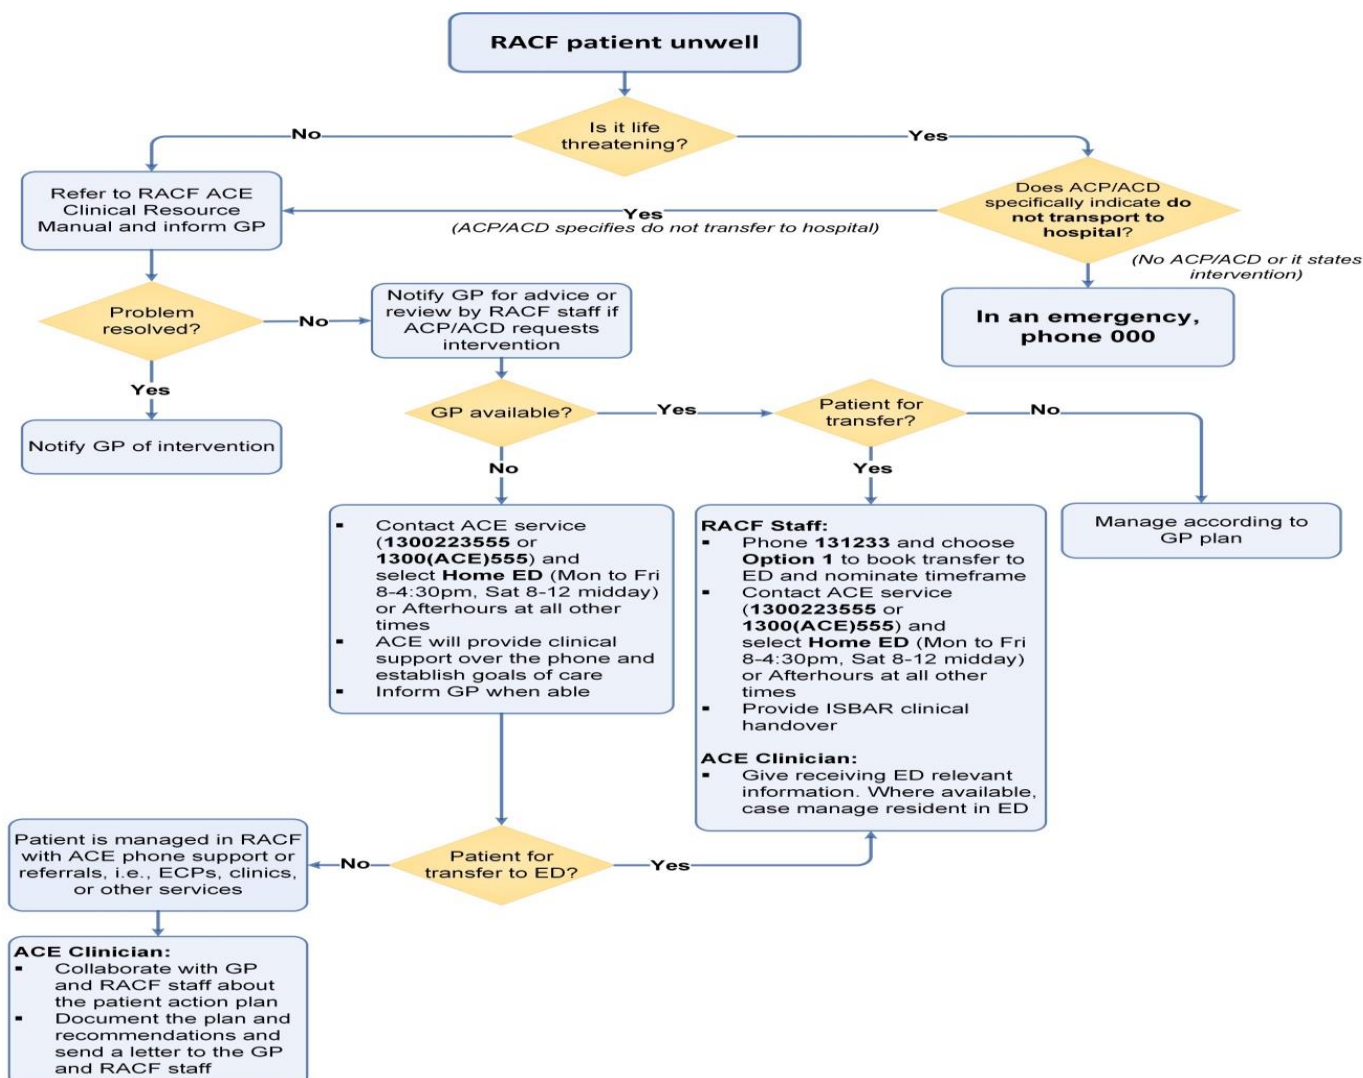 RACF patient unwell
Is it life
threatening?
No
Yes
Refer to RACF ACE
Clinical Resource
Manual and inform GP
Does ACP/ACD
specifically indicate do
not transport to
hospital?
Yes
(ACP/ACD specifies do not transfer to hospital)
(No ACP/ACD or it states
intervention)
In an emergency,
phone 000
Problem
resolved?
No
Notify GP for advice or
review by RACF staff if
ACP/ACD requests
intervention
Yes
Notify GP of intervention
GP available?
Yes
Patient for
transfer?
No
No
Yes
▪ Contact ACE service
(1300223555 or
1300(ACE)555) and
select Home ED (Mon to Fri
8-4:30pm, Sat 8-12 midday)
or Afterhours at all other
times
▪ ACE will provide clinical
support over the phone and
establish goals of care
▪ Inform GP when able
RACF Staff:
▪ Phone 131233 and choose
Option 1 to book transfer to
ED and nominate timeframe
▪ Contact ACE service
(1300223555 or
1300(ACE)555) and
select Home ED (Mon to Fri
8-4:30pm, Sat 8-12 midday)
or Afterhours at all other
times
▪ Provide ISBAR clinical
handover
ACE Clinician:
▪ Give receiving ED relevant
information. Where available,
case manage resident in ED
Manage according to
GP plan
Patient for
transfer to ED?
No
Yes
Patient is managed in RACF
with ACE phone support or
referrals, i.e., ECPs, clinics,
or other services
ACE Clinician:
▪ Collaborate with GP
and RACF staff about
the patient action plan
▪ Document the plan and
recommendations and
send a letter to the GP
and RACF staff